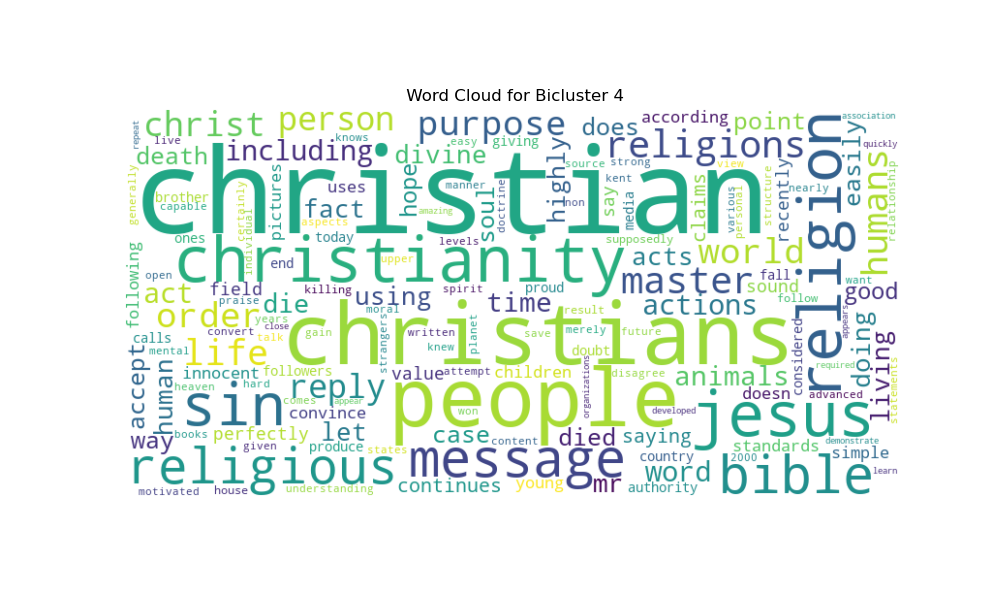 Word Cloud for Bicluster 4
repeat christ person purpose does according point association
live knows easy giving religions religion easily quickly
death including divine highly source strong view nearly humans relationship
generally brother capable pictures uses fact hope manner soul doctrine non say kent media claims various personal structure recently
christian
certainly individual aspects amazing
ones today levels supposedly
christianity acts world
following open end upper spirit proud master fall sound want good
act field killing using time actions follow
praise moral written result
order die strangers planet save merely future considered appears doing living
convert close gain knew
calls talk christians doubt
mental life required
innocent followers value attempt children disagree animals statements
accept human heaven hard reply people organizations doesn advanced
comes appear
sin convince won developed jesus
way books perfectly let case content died saying standards demonstrate
given produce states country simple
religious message word 2000 bible learn
motivated house understanding continues young mr authority
years